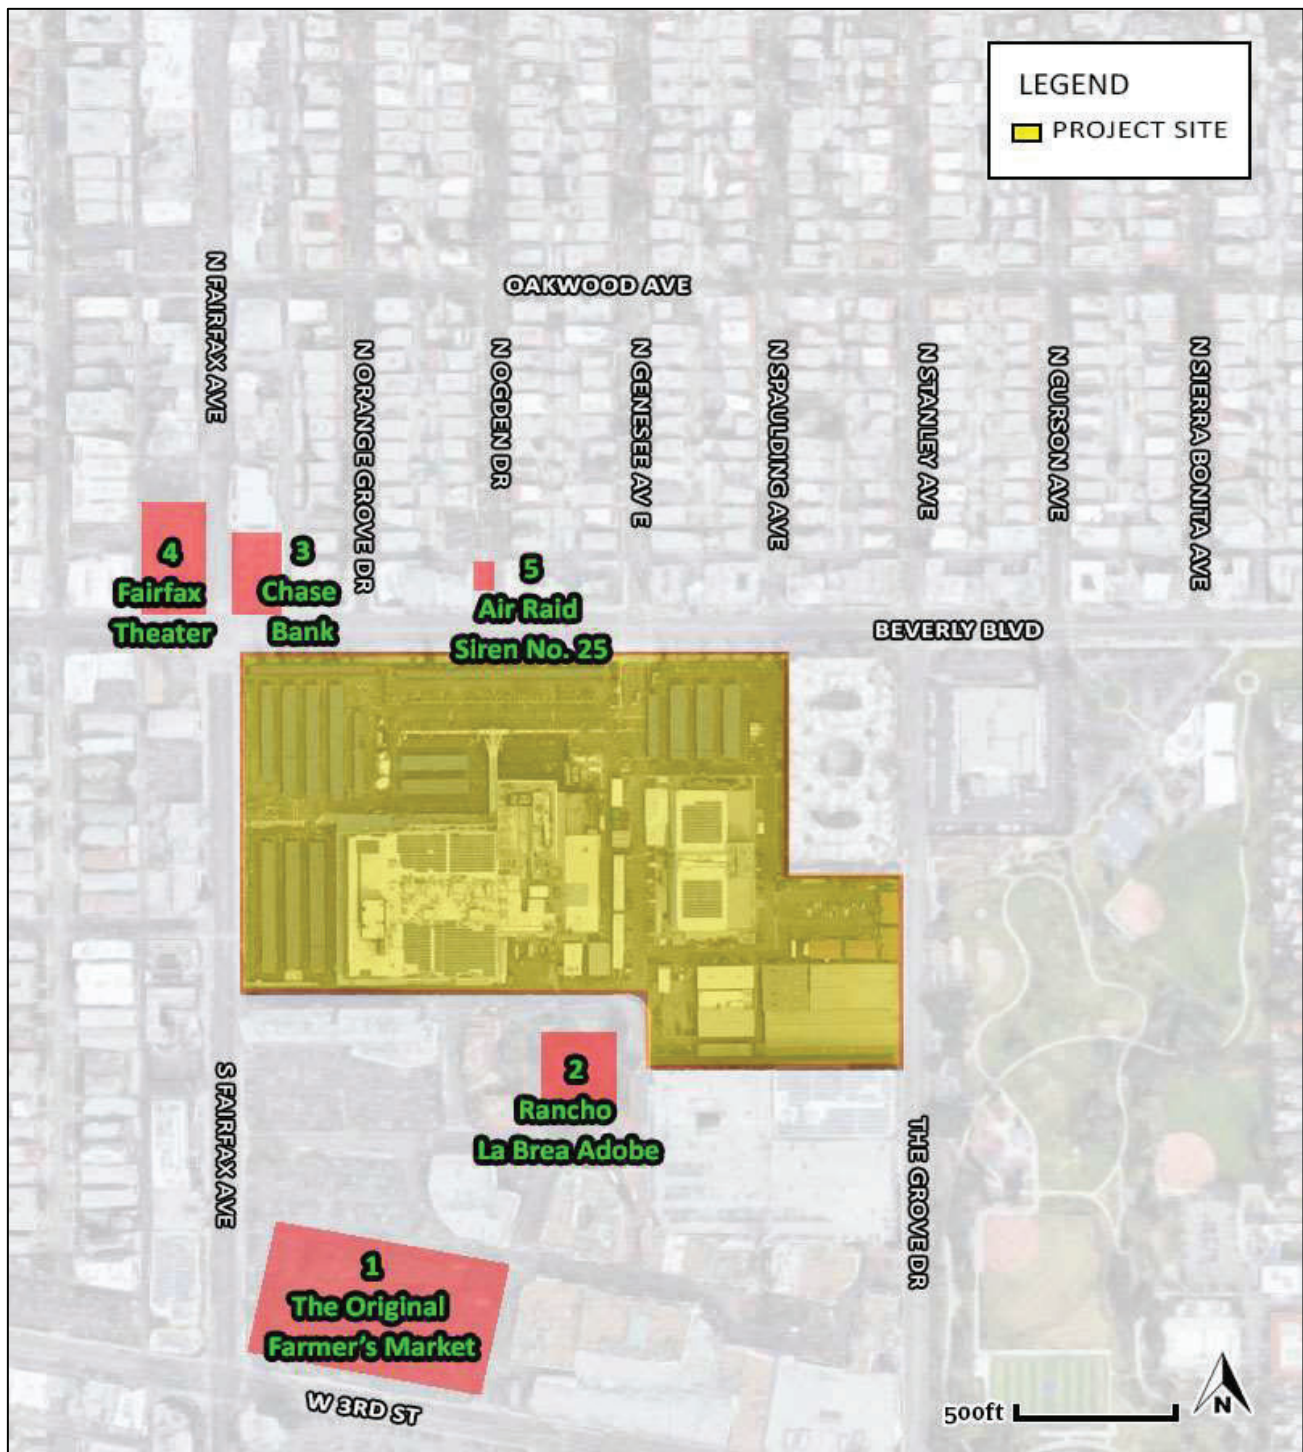 LEGEND
PROJECT SITE
N FAIRFAX AVE
OAKWOOD AVE
N ORANGE GROVE DR
N OGDEN DR
N GENESEE AV E
N SPAULDING AVE
N STANLEY AVE
N CURSON AVE
N SIERRA BONITA AVE
4
Fairfax
Theater
3
Chase
Bank
5
Air Raid
Siren No. 25
BEVERLY BLVD
2
Rancho
La Brea Adobe
S FAIRFAX AVE
THE GROVE DR
1
The Original
Farmer's Market
W 3RD ST
500ft
N